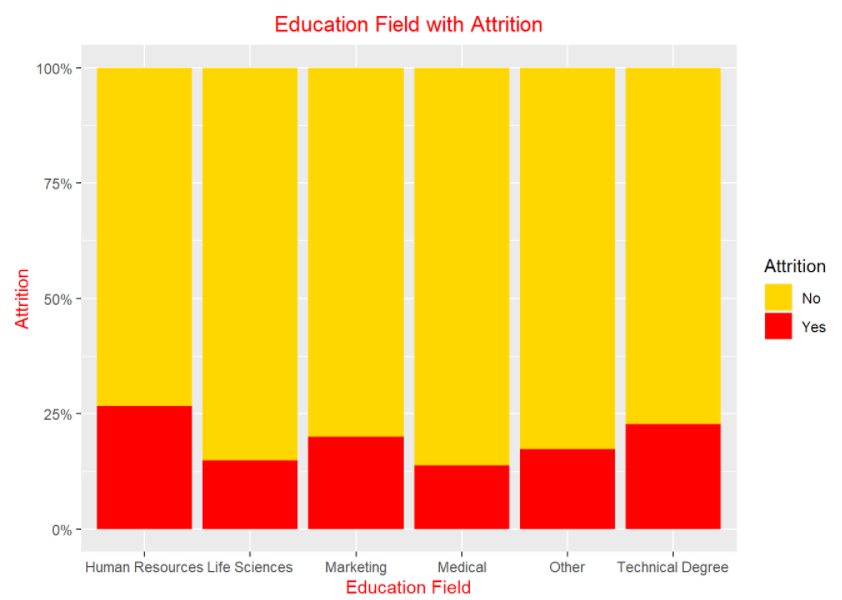 Education Field with Attrition
100%
75%
50%
25%
0%
Attrition
Human Resources Life Sciences Marketing Medical Other Technical Degree
Education Field
Attrition
No
Yes